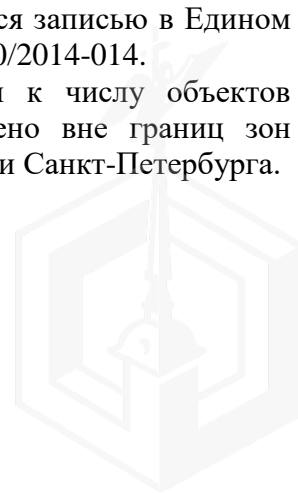 ся записью в Едином
0/2014-014.
и к числу объектов
ено вне границ зон
и Санкт-Петербурга.